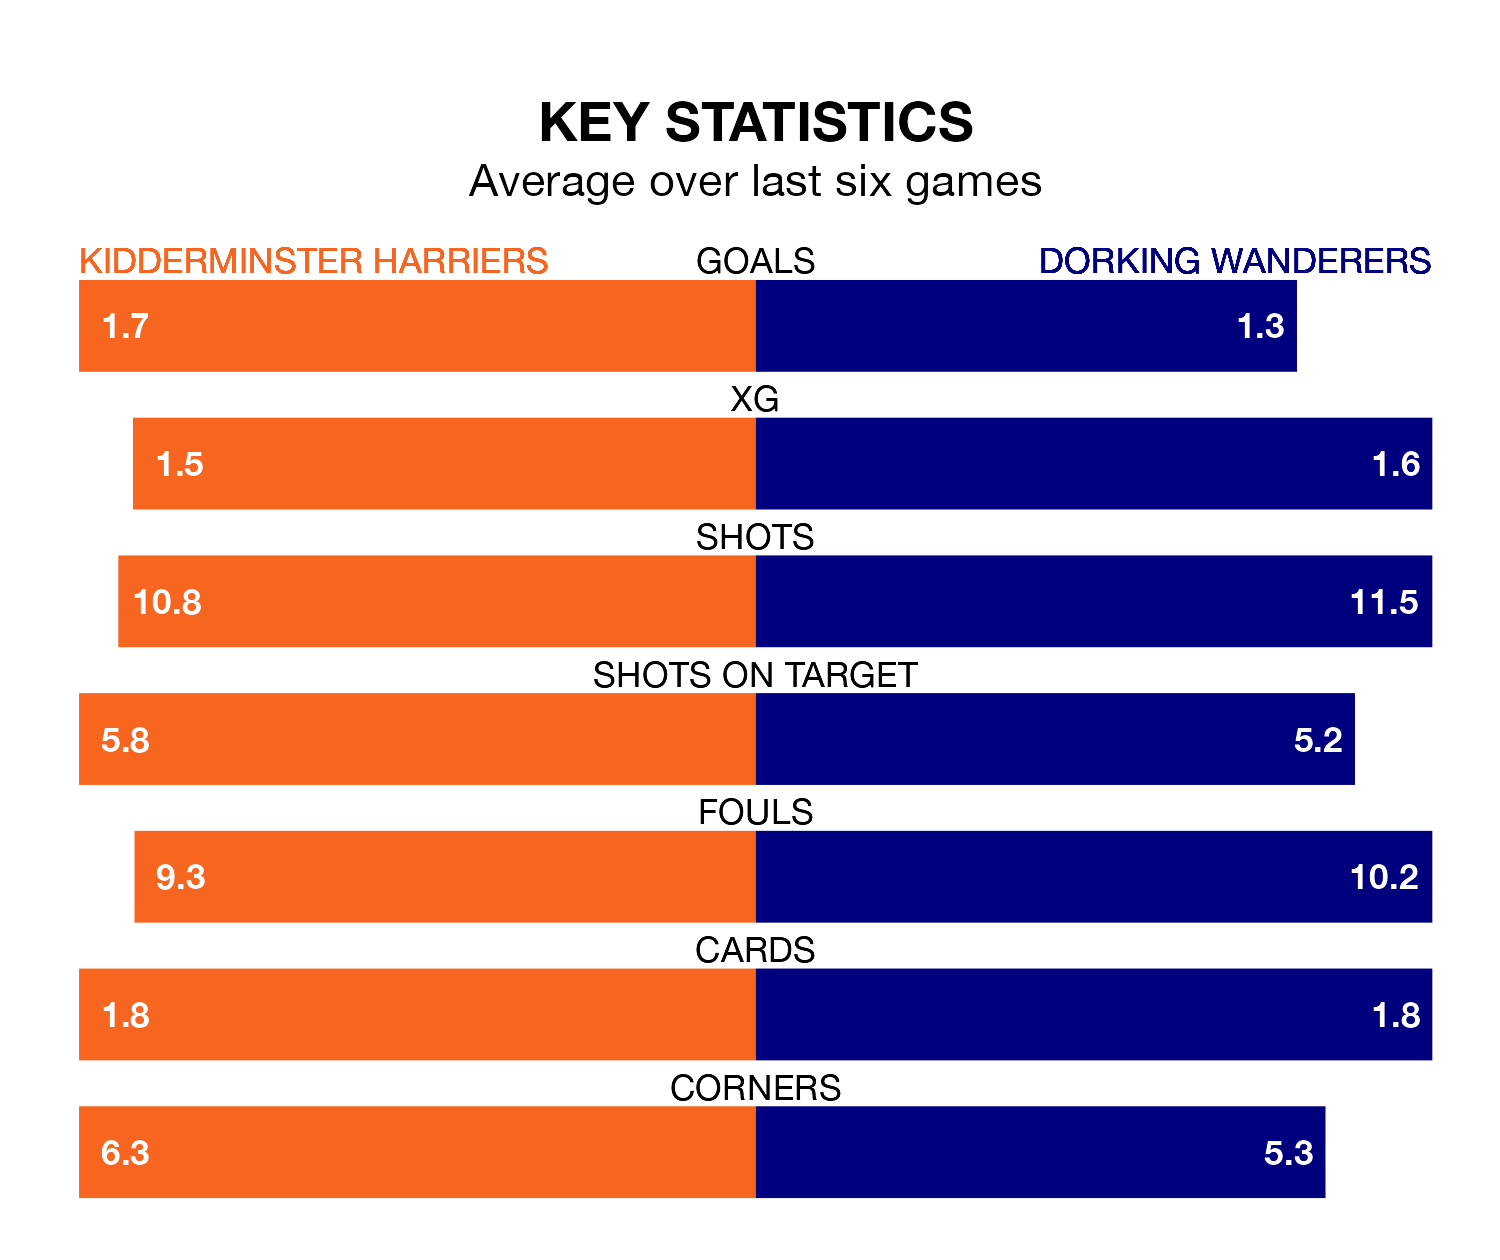 KEY STATISTICS
Average over last six games
KIDDERMINSTER HARRIERS GOALS DORKING WANDERERS
1.7 1.3
XG
1.5 1.6
SHOTS
10.8 11.5
SHOTS ON TARGET
5.8 5.2
FOULS
9.3 10.2
CARDS
1.8 1.8
CORNERS
6.3 5.3